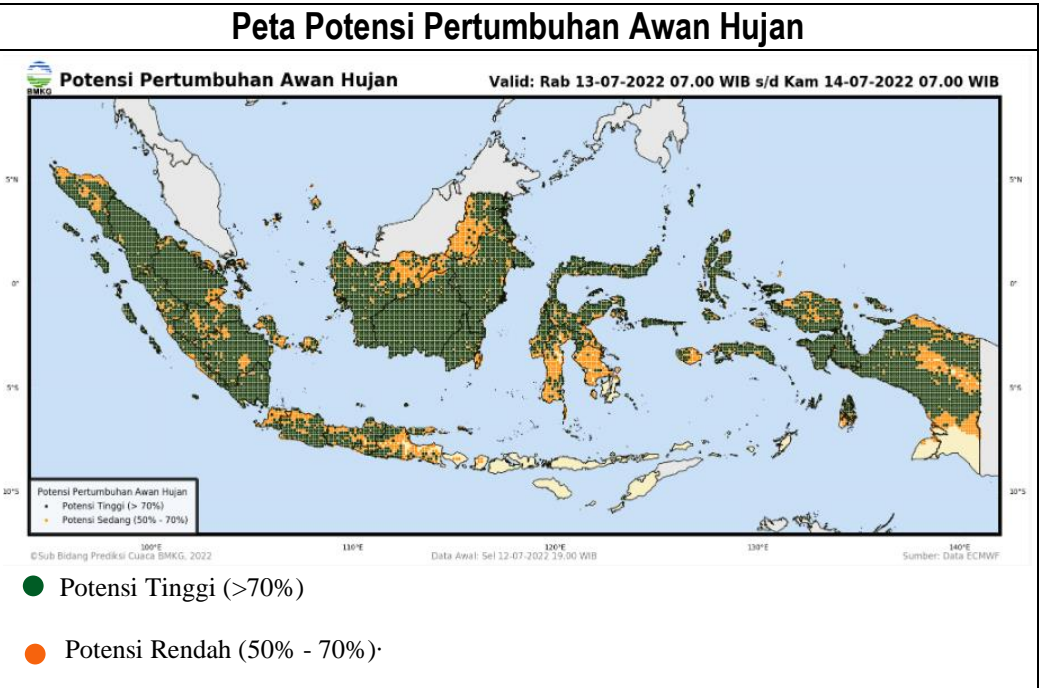 Peta Potensi Pertumbuhan Awan Hujan
BMKG
Potensi Pertumbuhan Awan Hujan
Valid: Rab 13-07-2022 07.00 WIB s/d Kam 14-07-2022 07.00 WIB
5°N
5°N
0°
0°
5°S
5°S
10°S
10°S
Potensi Pertumbuhan Awan Hujan
Potensi Tinggi (> 70%)
Potensi Sedang (50% - 70%)
100°E
110°E
120°E
130°E
140°E
©Sub Bidang Prediksi Cuaca BMKG, 2022
Data Awal: Sel 12-07-2022 19.00 WIB
Sumber: Data ECMWF
Potensi Tinggi (>70%)
Potensi Rendah (50% - 70%)·